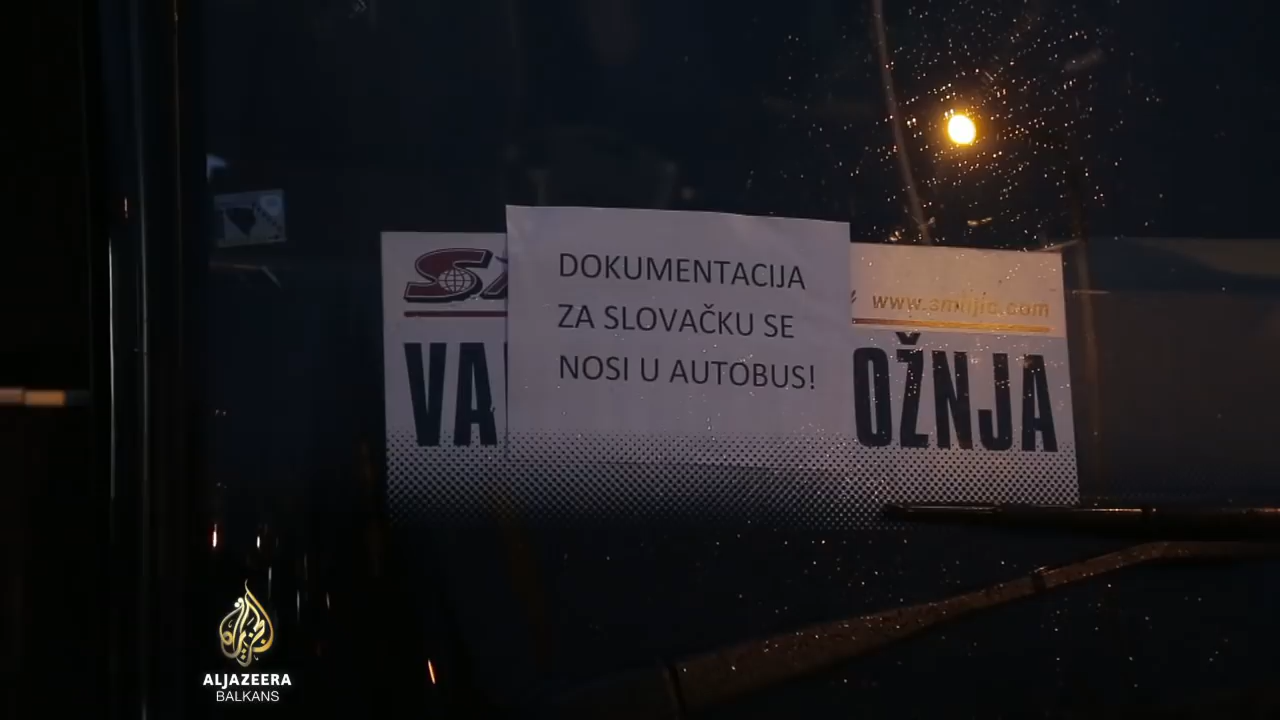 DOKUMENTACIJA
ZA SLOVAČKU SE
NOSI U AUTOBUS!
www.smiljic.com
VA
OŽNJA
ALJAZEERA
BALKANS